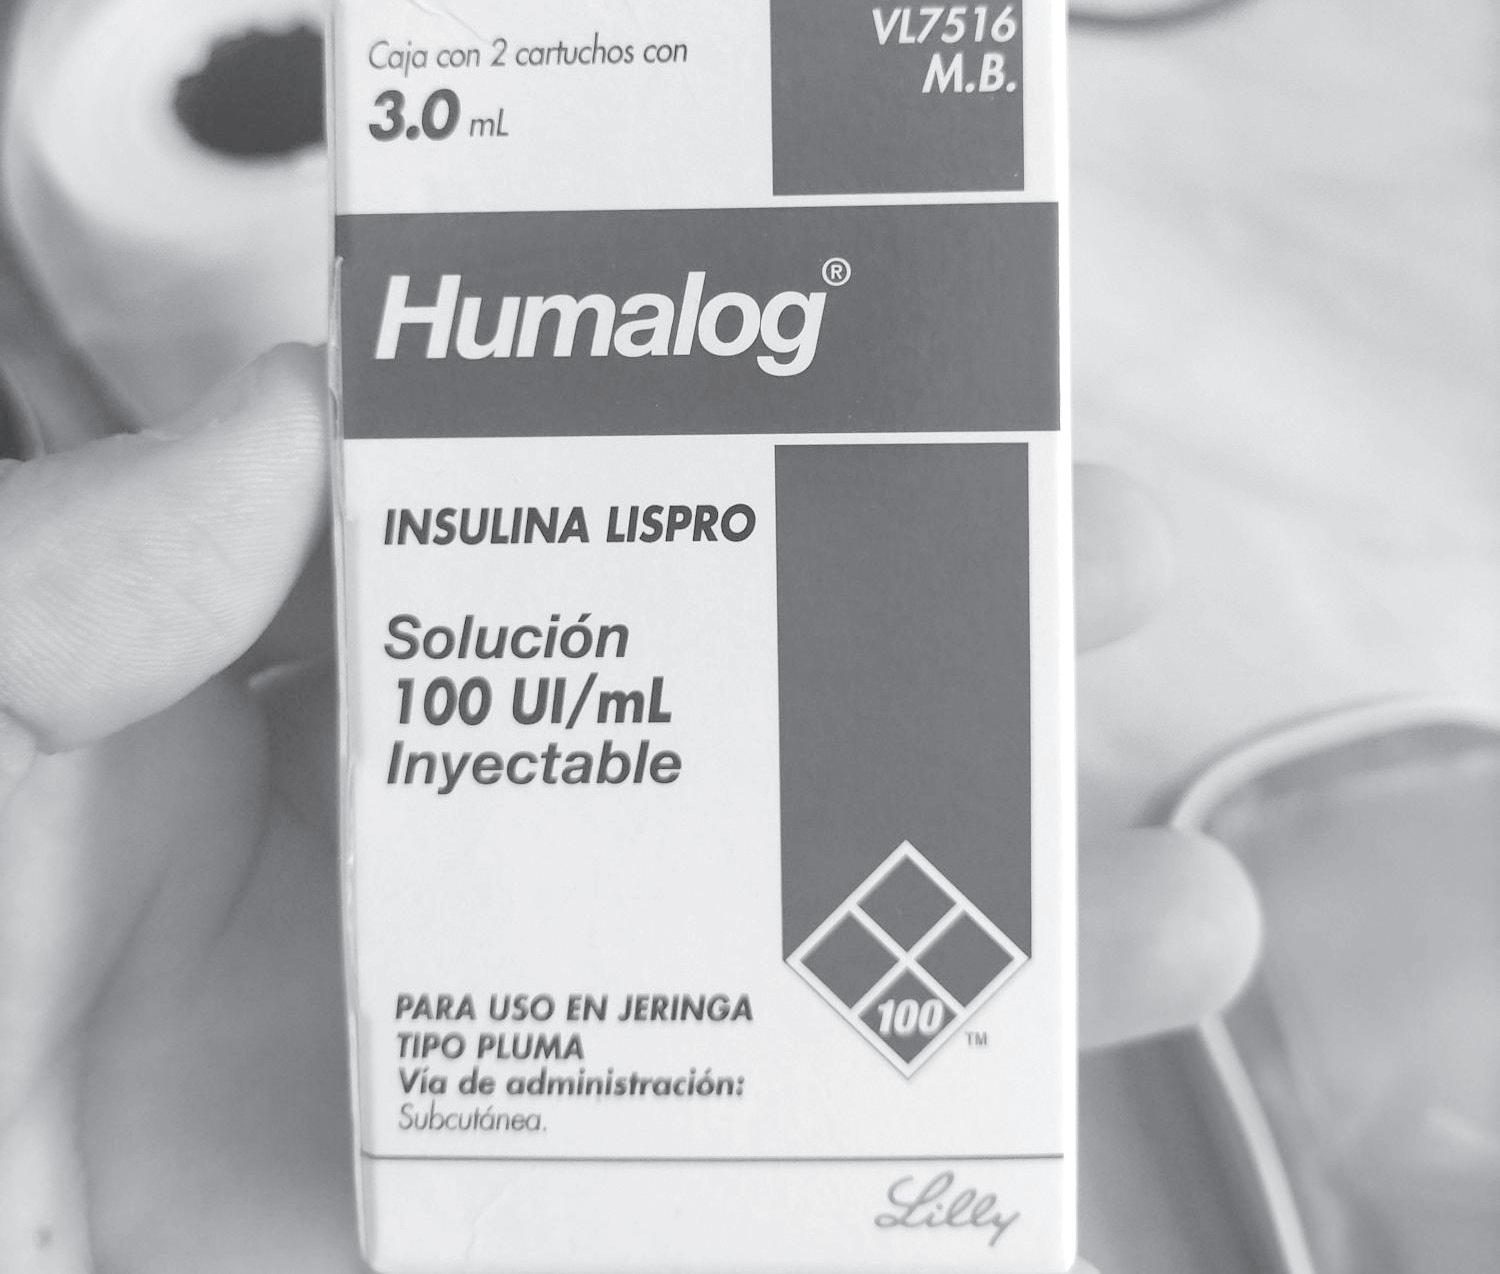 Caja con 2 cartuchos con
3.0 mL
VL7516
M.B.
Humalog®
INSULINA LISPRO
Solución
100 UI/mL
Inyectable
100
TM
PARA USO EN JERINGA
TIPO PLUMA
Vía de administración:
Subcutánea.
Lilly